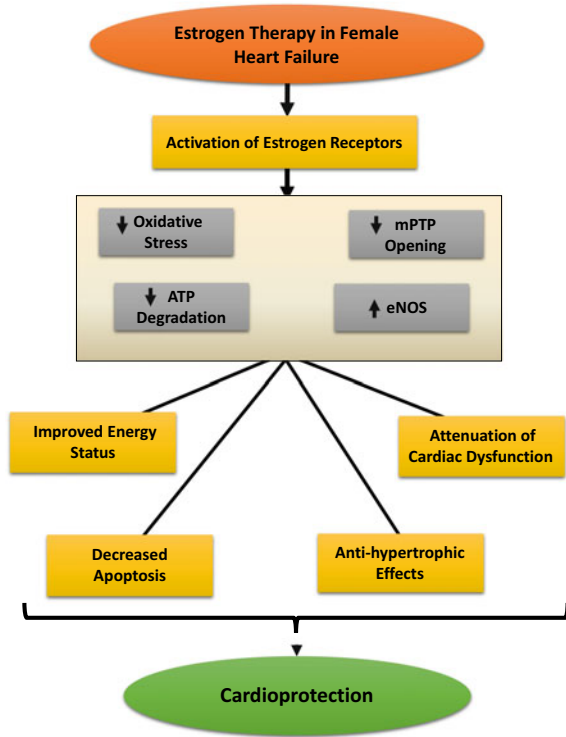 Estrogen Therapy in Female
Heart Failure
Activation of Estrogen Receptors
Oxidative
Stress
mPTP
Opening
ATP
Degradation
eNOS
Improved Energy
Status
Attenuation of
Cardiac Dysfunction
Decreased
Apoptosis
Anti-hypertrophic
Effects
Cardioprotection